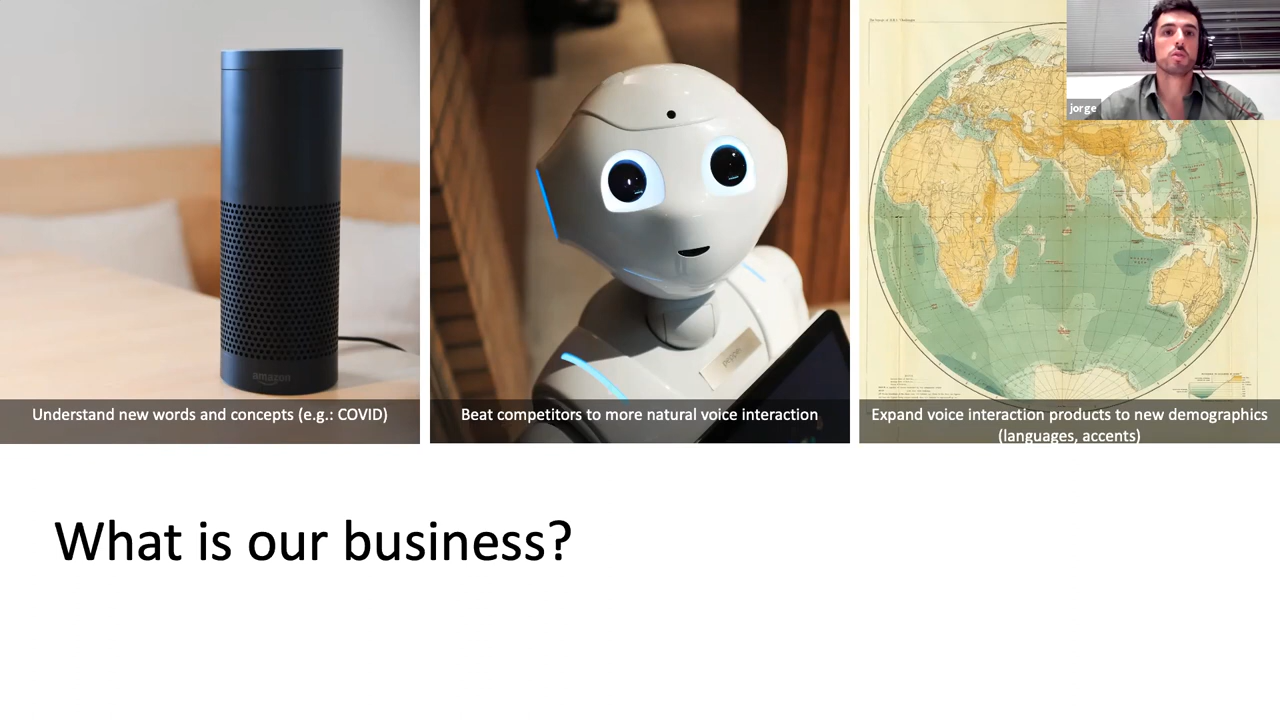 jorge
amazon
Understand new words and concepts (e.g.: COVID)
Beat competitors to more natural voice interaction
Expand voice interaction products to new demographics
(languages, accents)
What is our business?